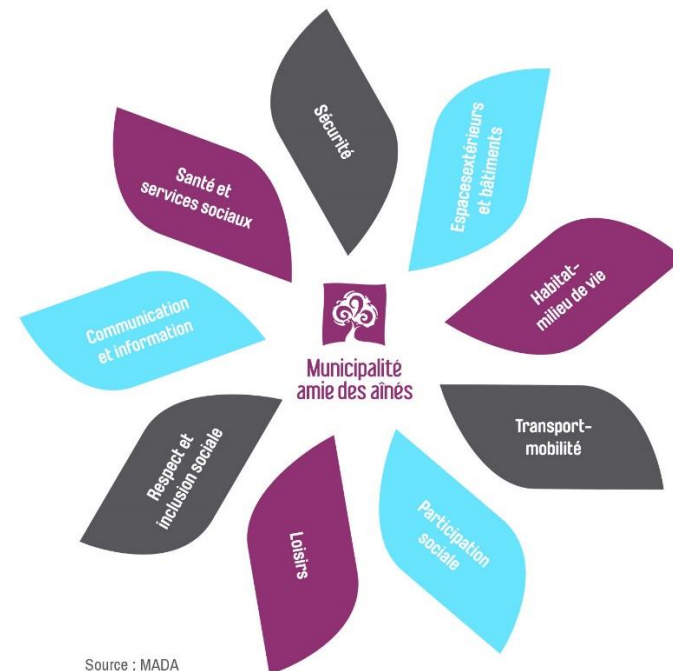 Sécurité
Espacesextérieurs
et bâtiments
Habitat-
milieu de vie
Transport-
mobilité
Participation
sociale
Loisirs
Respect et
inclusion sociale
Communication
et information
Santé et
services sociaux
Municipalité
amie des aînés
Source : MADA